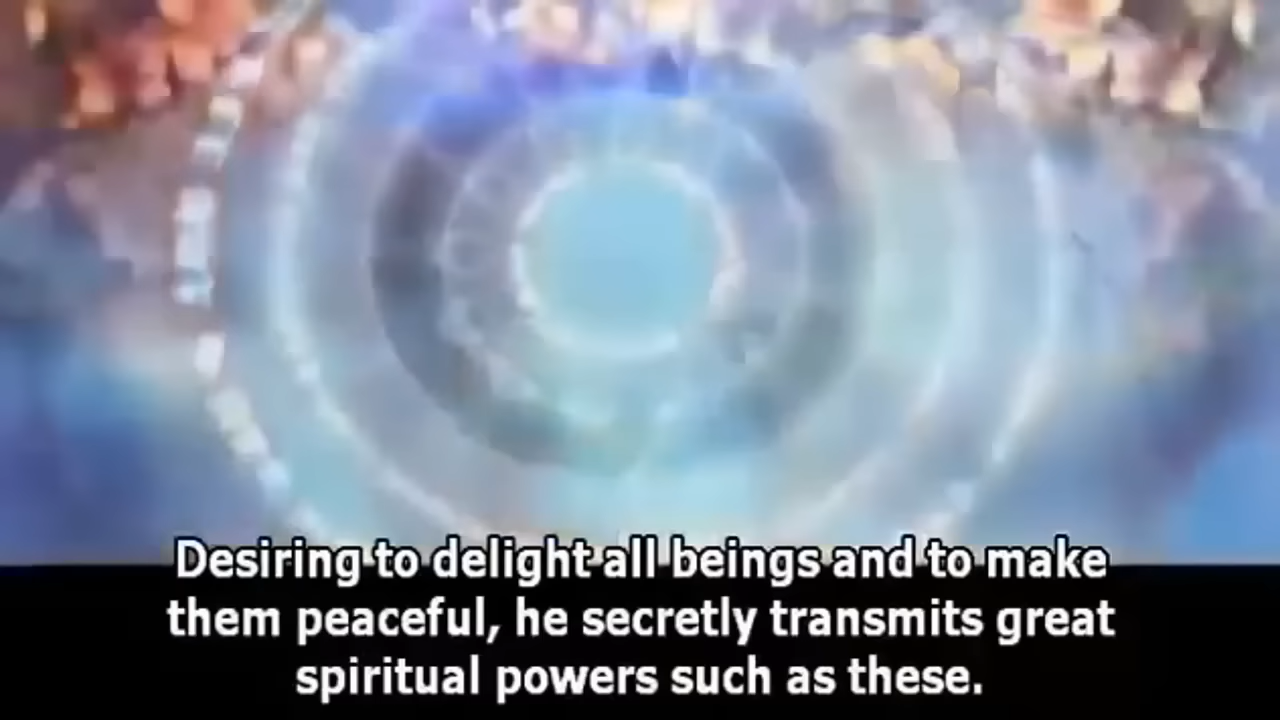 Desiring to delight all beings and to make
them peaceful, he secretly transmits great
spiritual powers such as these.